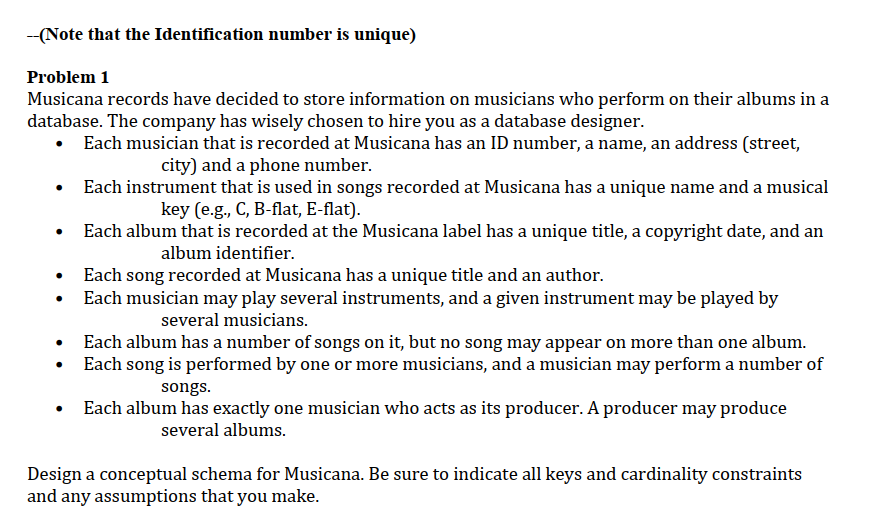 --(Note that the Identification number is unique)
Problem 1
Musicana records have decided to store information on musicians who perform on their albums in a
database. The company has wisely chosen to hire you as a database designer.
• Each musician that is recorded at Musicana has an ID number, a name, an address (street,
city) and a phone number.
• Each instrument that is used in songs recorded at Musicana has a unique name and a musical
key (e.g., C, B-flat, E-flat).
• Each album that is recorded at the Musicana label has a unique title, a copyright date, and an
album identifier.
• Each song recorded at Musicana has a unique title and an author.
• Each musician may play several instruments, and a given instrument may be played by
several musicians.
• Each album has a number of songs on it, but no song may appear on more than one album.
• Each song is performed by one or more musicians, and a musician may perform a number of
songs.
• Each album has exactly one musician who acts as its producer. A producer may produce
several albums.
Design a conceptual schema for Musicana. Be sure to indicate all keys and cardinality constraints
and any assumptions that you make.